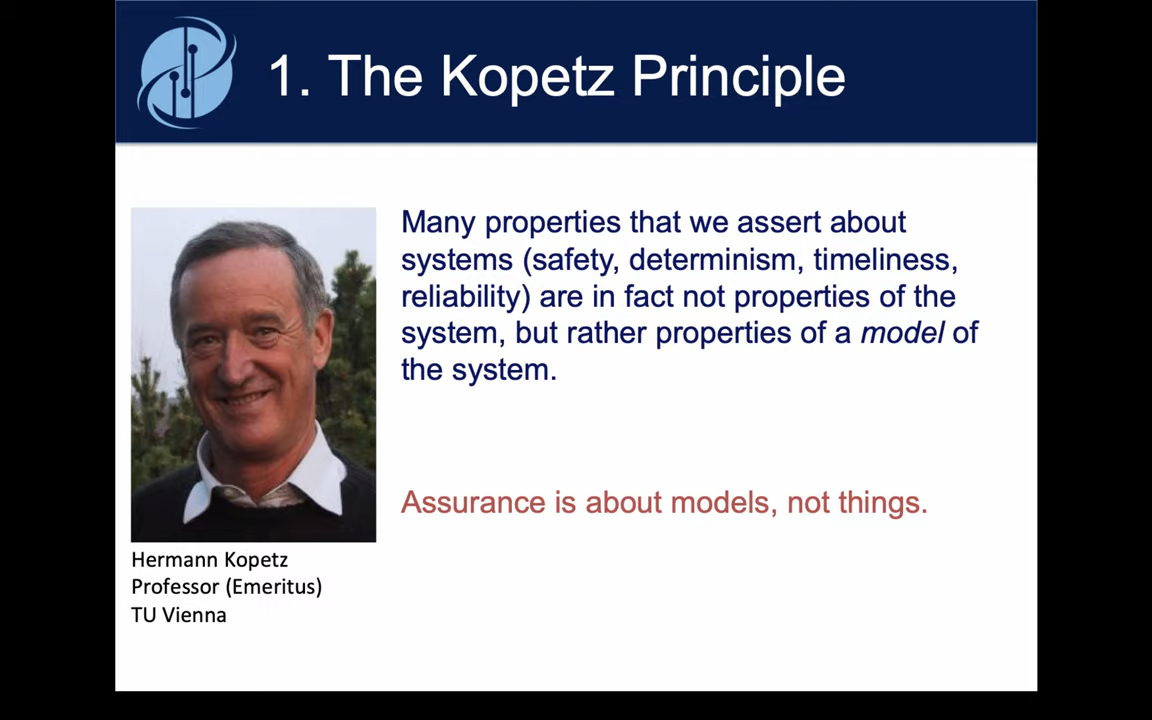 1. The Kopetz Principle
Many properties that we assert about
systems (safety, determinism, timeliness,
reliability) are in fact not properties of the
system, but rather properties of a model of
the system.
Assurance is about models, not things.
Hermann Kopetz
Professor (Emeritus)
TU Vienna